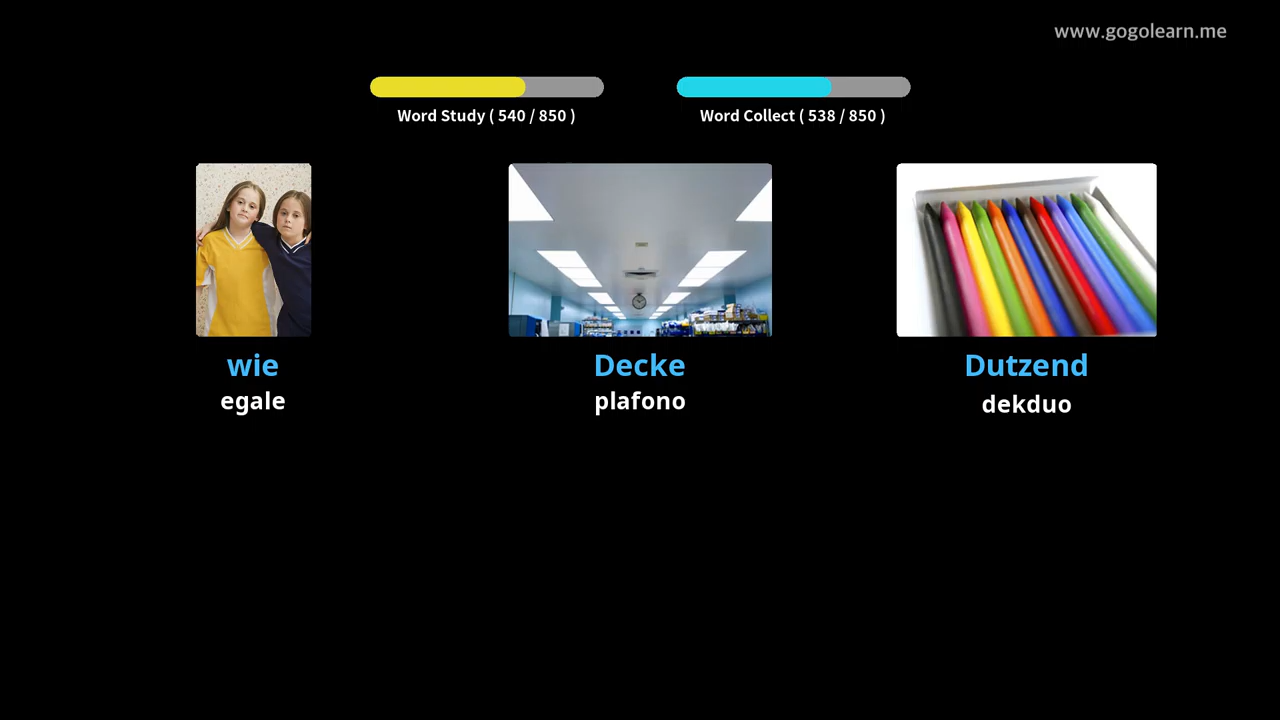 www.gogolearn.me
Word Study ( 540 / 850 )
Word Collect ( 538 / 850 )
wie
egale
Decke
plafono
Dutzend
dekduo